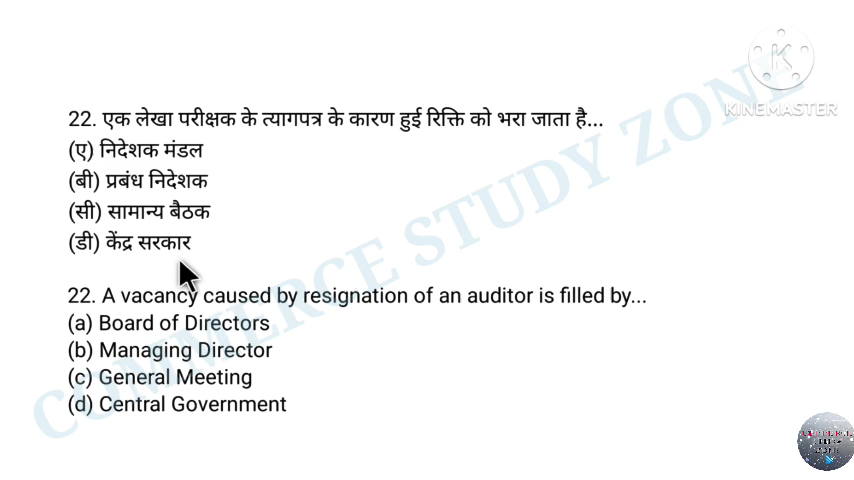 KINEMASTER
22. एक लेखा परीक्षक के त्यागपत्र के कारण हुई रिक्ति को भरा जाता है...
(ए) निदेशक मंडल
(बी) प्रबंध निदेशक
(सी) सामान्य बैठक
(डी) केंद्र सरकार
22. A vacancy caused by resignation of an auditor is filled by...
(a) Board of Directors
(b) Managing Director
(c) General Meeting
(d) Central Government
COMMERCE STUDY ZONE